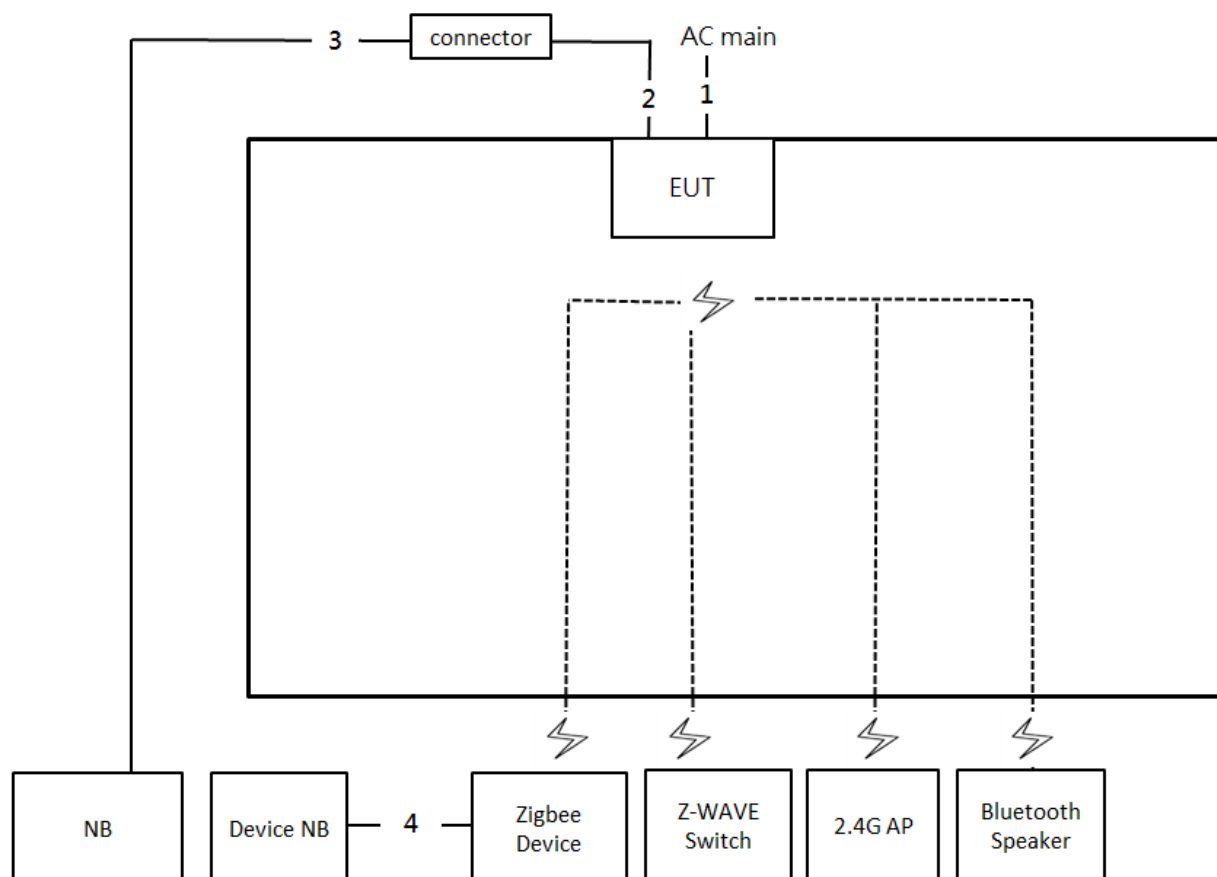 3
connector
AC main
2
1
EUT
NB
Device NB
4
Zigbee
Device
Z-WAVE
Switch
2.4G AP
Bluetooth
Speaker